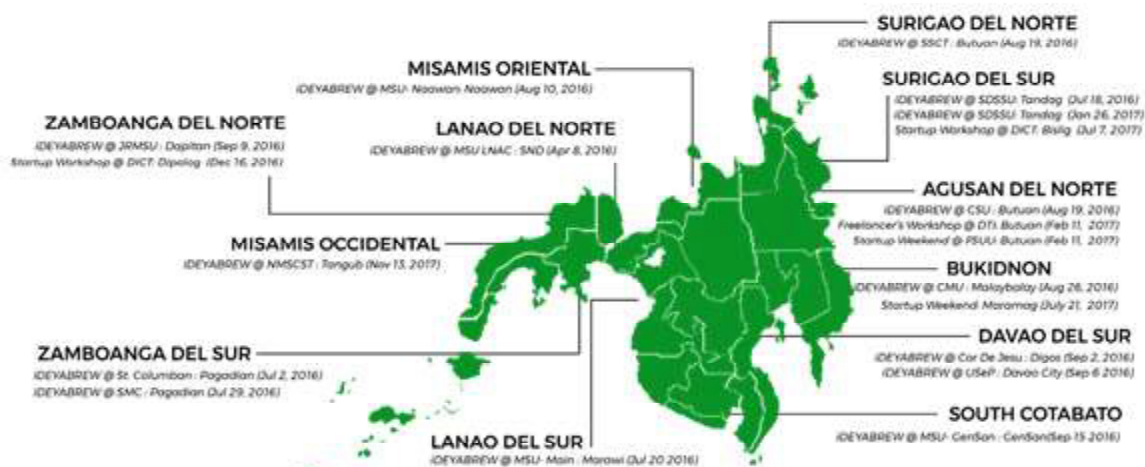 SURIGAO DEL NORTE
iDEYABREW @ SSCT : Butuan (Aug 19, 2016)
MISAMIS ORIENTAL
iDEYABREW @ MSU- Naawan- Naawan (Aug 10, 2016)
SURIGAO DEL SUR
iDEYABREW @ SDSSU: Tandag (Jul 18, 2016)
iDEYABREW @ SDSSU: Tandag (Jan 26, 2017)
Startup Workshop @ DICT: Bislig (Jul 7, 2017)
ZAMBOANGA DEL NORTE
iDEYABREW @ JRMSU : Dapitan (Sep 9, 2016)
Startup Workshop @ DICT: Dipolog (Dec 16, 2016)
LANAO DEL NORTE
iDEYABREW @ MSU LNAC : SND (Apr 8, 2016)
AGUSAN DEL NORTE
iDEYABREW @ CSU : Butuan (Aug 19, 2016)
Freelancer's Workshop @ DTI: Butuan (Feb 11, 2017)
Startup Weekend @ FSUU: Butuan (Feb 11, 2017)
MISAMIS OCCIDENTAL
iDEYABREW @ NMSCST : Tangub (Nov 13, 2017)
BUKIDNON
iDEYABREW @ CMU : Malaybalay (Aug 26, 2016)
Startup Weekend: Maramag (July 21, 2017)
DAVAO DEL SUR
iDEYABREW @ Cor De Jesu : Digos (Sep 2, 2016)
iDEYABREW @ USeP : Davao City (Sep 6 2016)
ZAMBOANGA DEL SUR
iDEYABREW @ St. Columban : Pagadian (Jul 2, 2016)
iDEYABREW @ SMC : Pagadian (Jul 29, 2016)
SOUTH COTABATO
iDEYABREW @ MSU- GenSan : GenSan(Sep 15 2016)
LANAO DEL SUR
iDEYABREW @ MSU- Main : Marawi (Jul 20 2016)